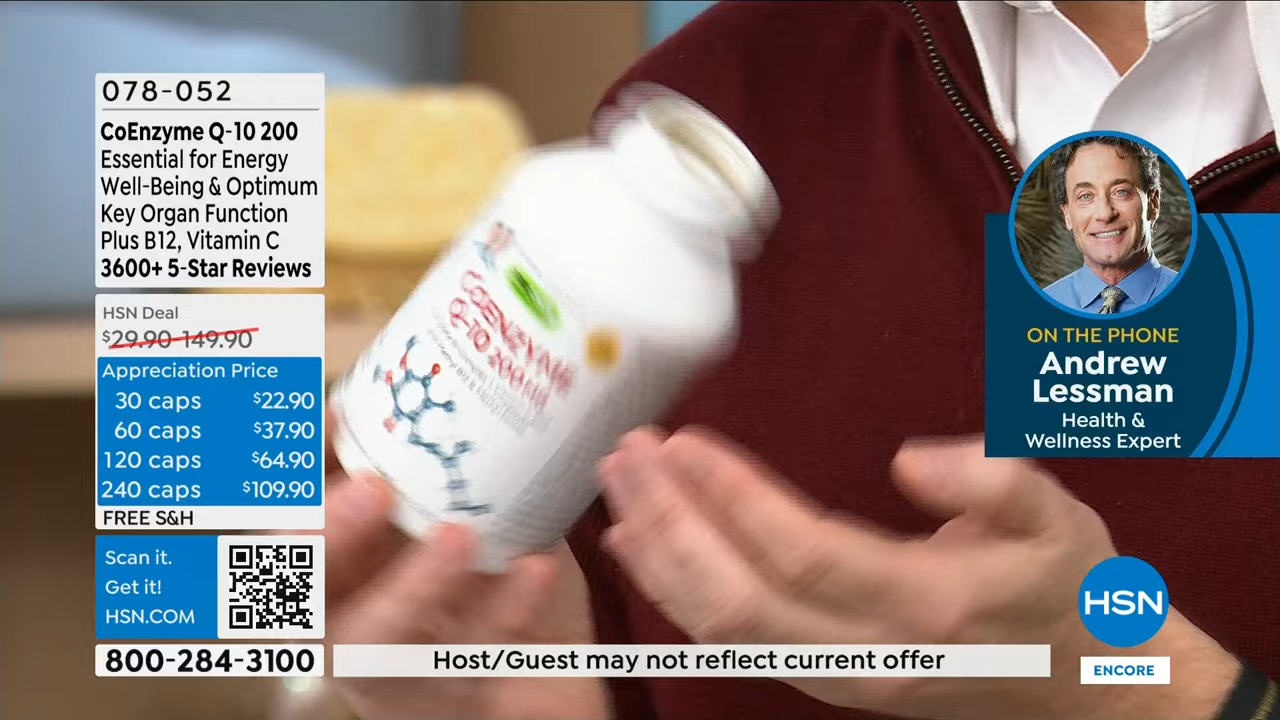 078-052
CoEnzyme Q-10 200
Essential for Energy
Well-Being & Optimum
Key Organ Function
Plus B12, Vitamin C
3600+ 5-Star Reviews
HSN Deal
$29.90-149.90
Appreciation Price
30 caps $22.90
60 caps $37.90
120 caps $64.90
240 caps $109.90
FREE S&H
Scan it.
Get it!
HSN.COM
800-284-3100
Host/Guest may not reflect current offer
COENZYME
Q-10 200
ON THE PHONE
Andrew
Lessman
Health &
Wellness Expert
HSN
ENCORE